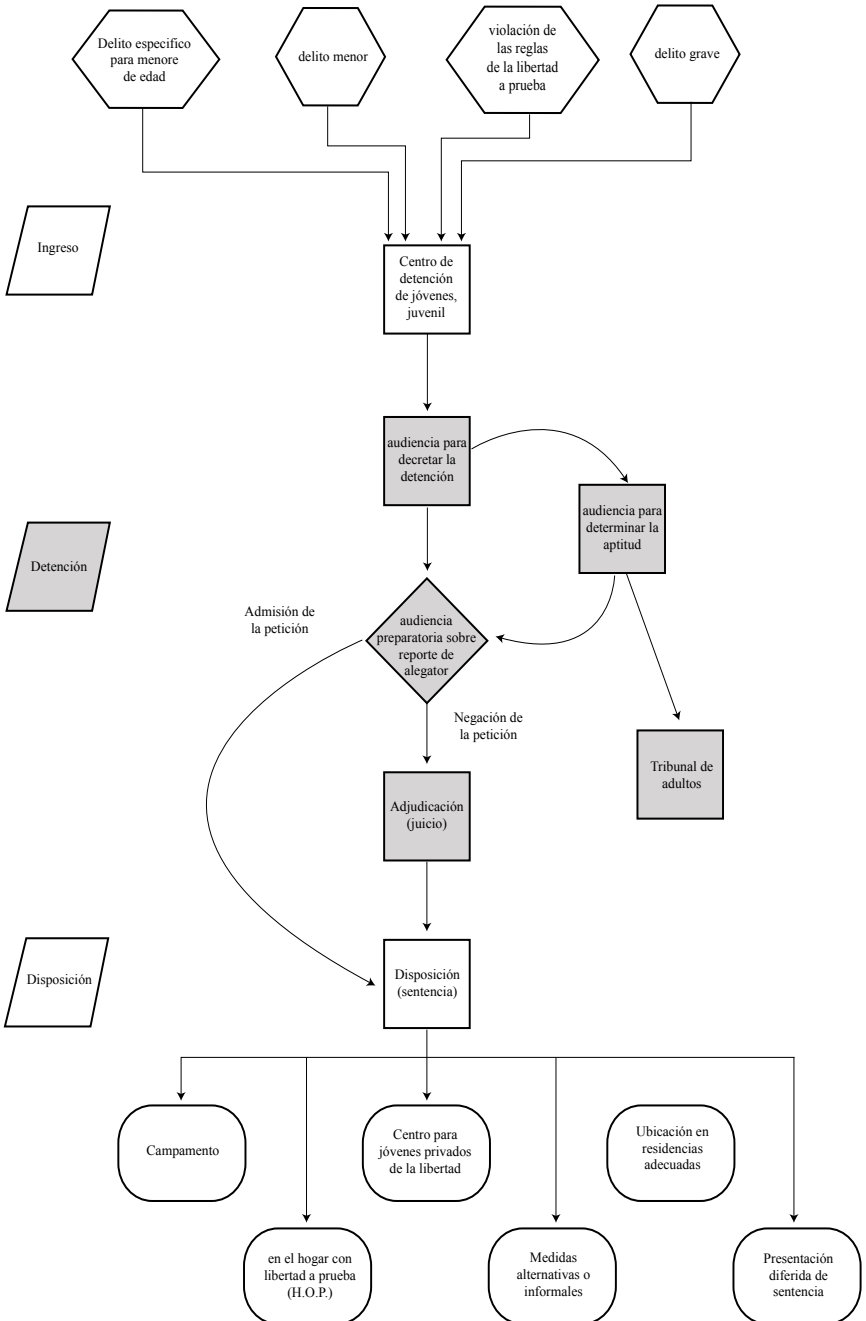 Delito especifico
para menore
de edad
delito menor
violación de
las reglas
de la libertad
a prueba
delito grave
Ingreso
Centro de
detención
de jóvenes,
juvenil
audiencia para
decretar la
detención
audiencia para
determinar la
aptitud
Detención
Admisión de
la petición
audiencia
preparatoria sobre
reporte de
alegator
Negación de
la petición
Tribunal de
adultos
Adjudicación
(juicio)
Disposición
Disposición
(sentencia)
Campamento
Centro para
jóvenes privados
de la libertad
Ubicación en
residencias
adecuadas
en el hogar con
libertad a prueba
(H.O.P.)
Medidas
alternativas o
informales
Presentación
diferida de
sentencia